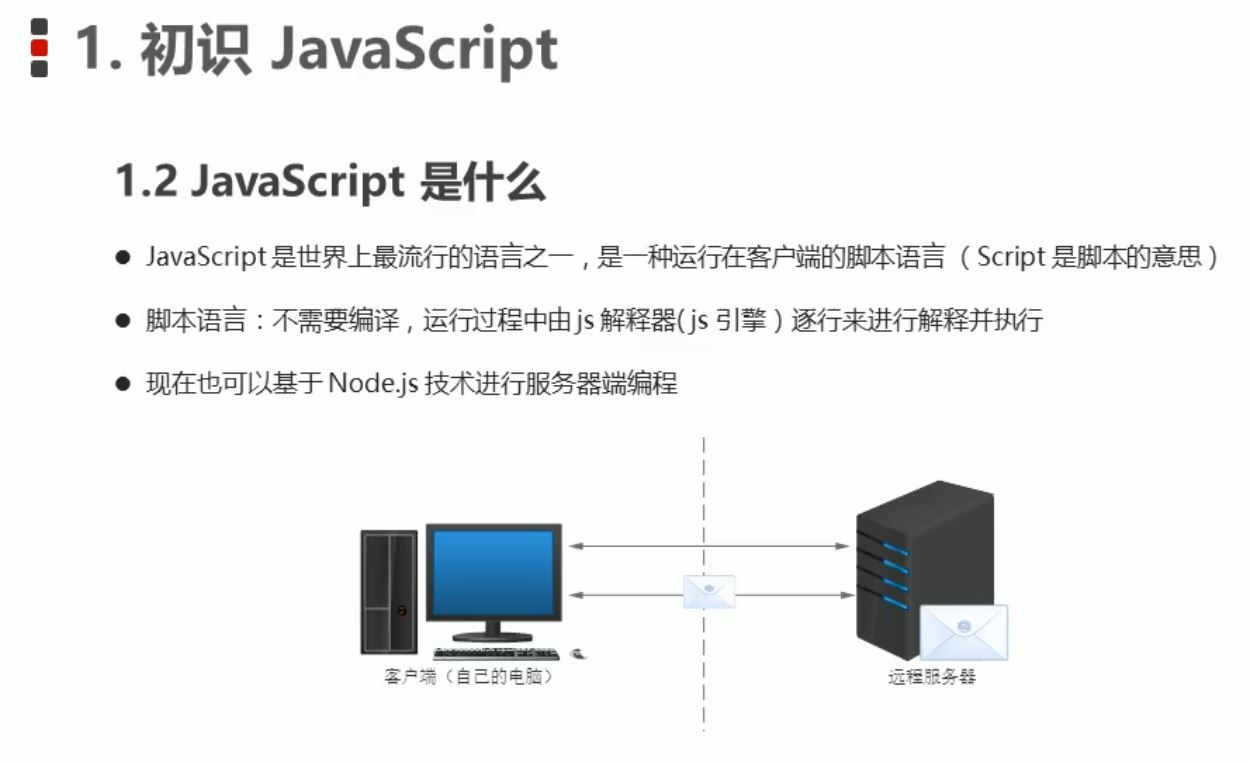 1. 初识 JavaScript
1.2 JavaScript 是什么
JavaScript 是世界上最流行的语言之一，是一种运行在客户端的脚本语言（ Script 是脚本的意思）
脚本语言：不需要编译，运行过程中由 js 解释器( js 引擎 ）逐行来进行解释并执行
现在也可以基于 Node.js 技术进行服务器端编程
客户端（自己的电脑）
远程服务器